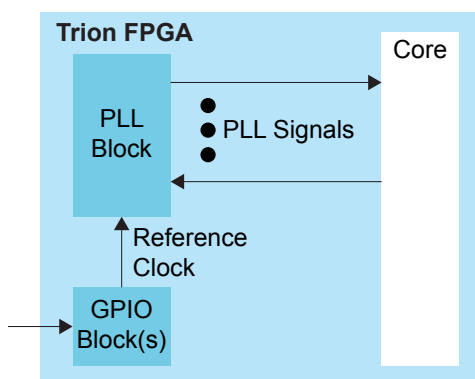 Trion FPGA
Core
PLL
Block
PLL Signals
Reference
Clock
GPIO
Block(s)